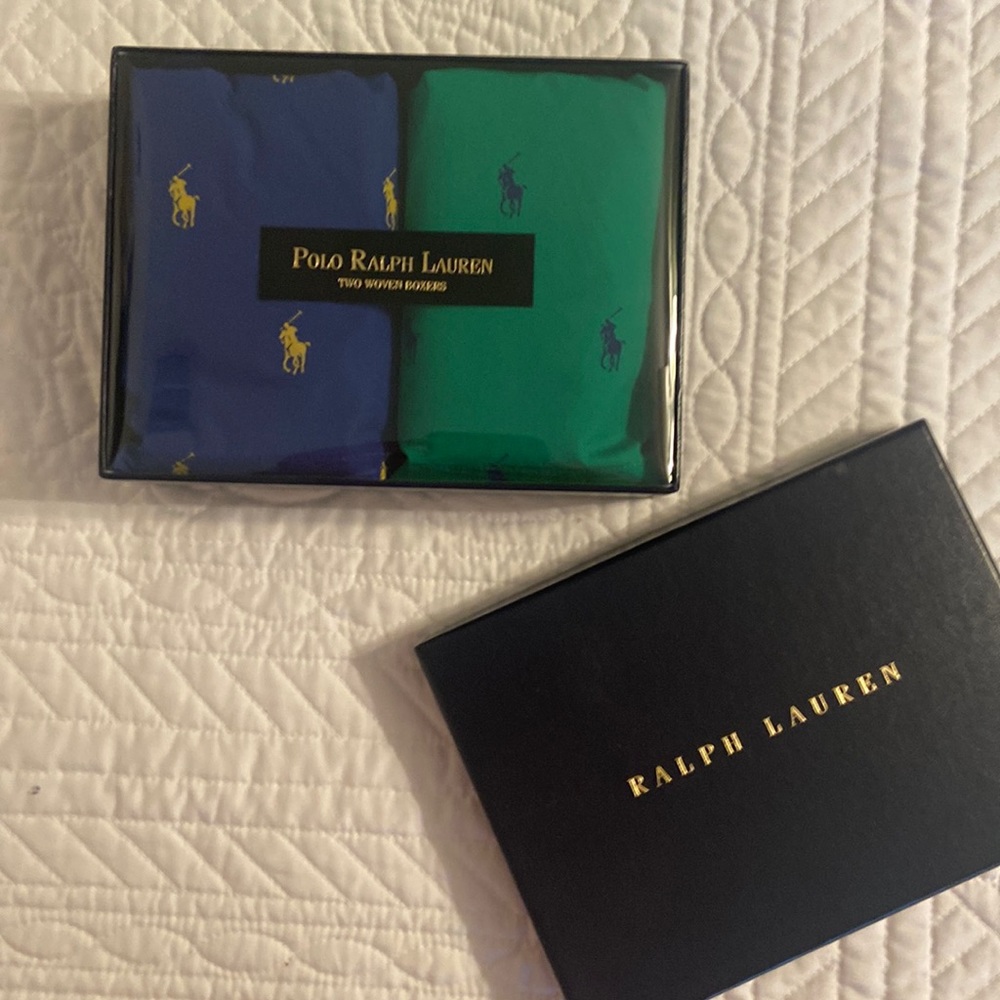 POLO RALPH LAUREN
TWO WOVEN BOXERS
RALPH LAUREN